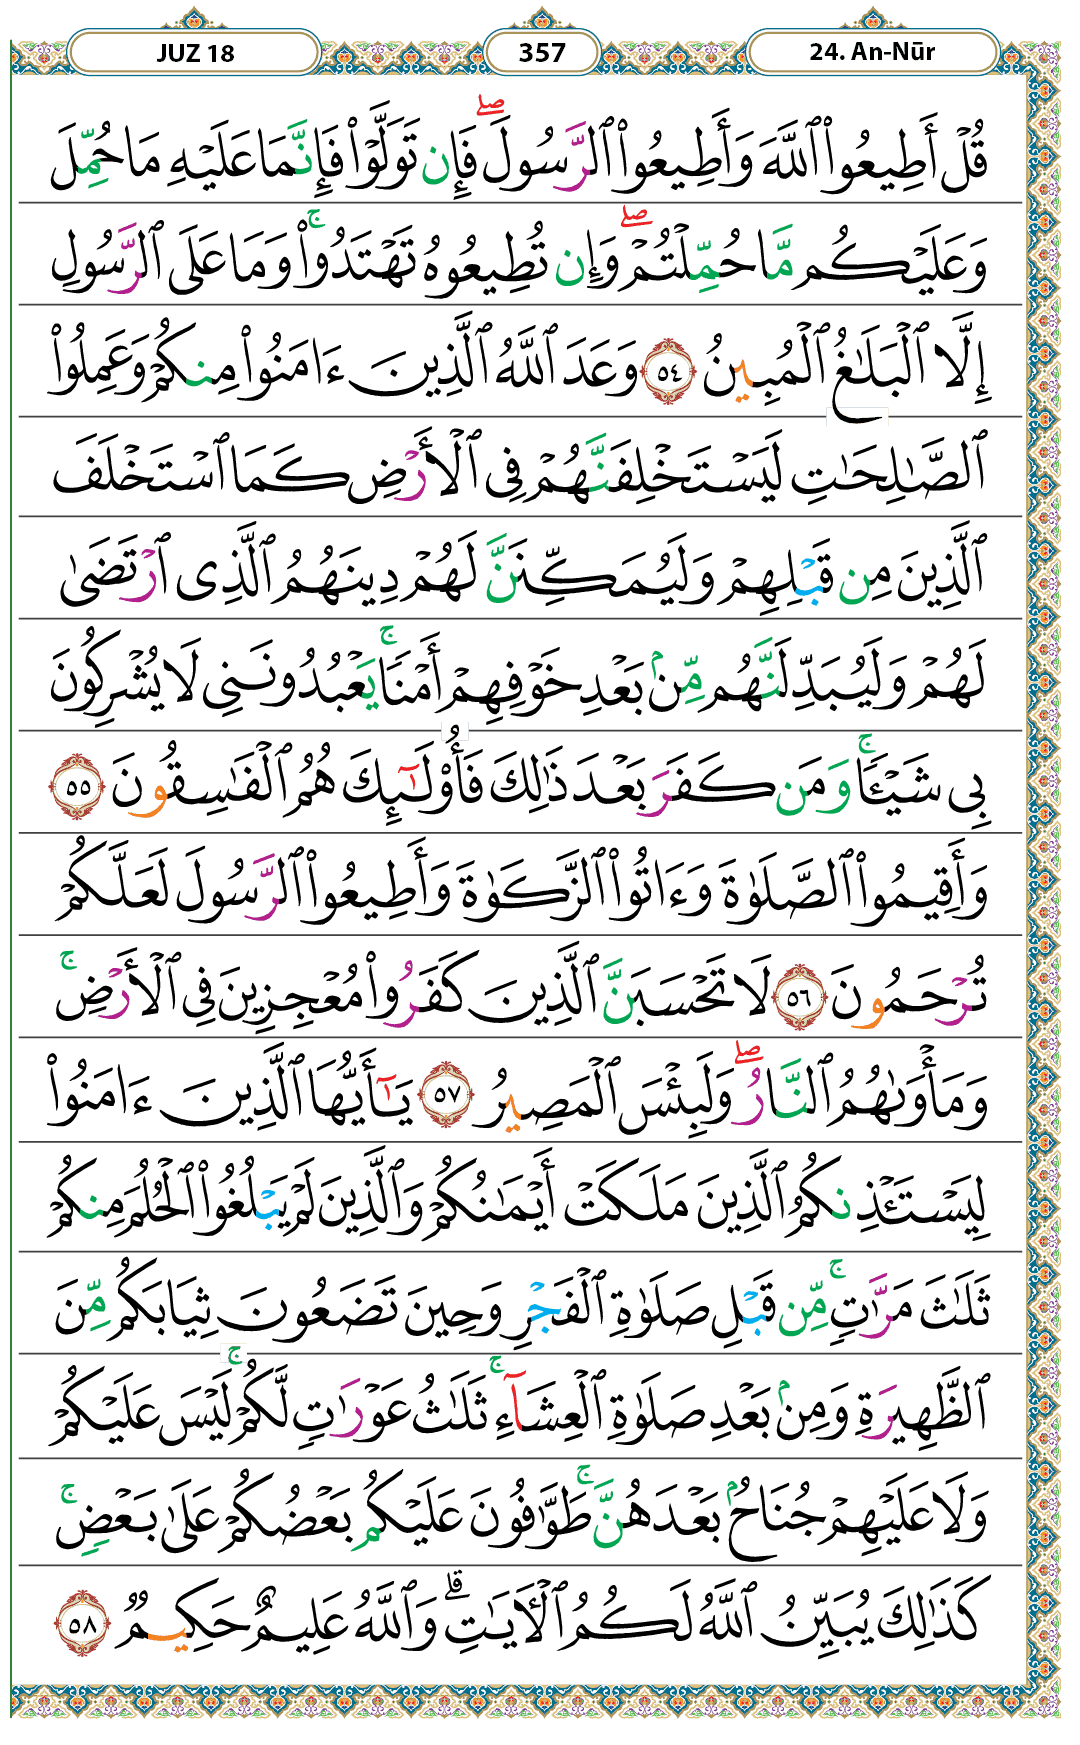 JUZ 18 357 24. An-Nūr
قُلۡ أَطِيعُواْ ٱللَّهَ وَأَطِيعُواْ ٱلرَّسُولَۖ فَإِن تَوَلَّوۡاْ فَإِنَّمَا عَلَيۡهِ مَا حُمِّلَ
وَعَلَيۡكُم مَّا حُمِّلۡتُمۡۖ وَإِن تُطِيعُوهُ تَهۡتَدُواْۚ وَمَا عَلَى ٱلرَّسُولِ
إِلَّا ٱلۡبَلَٰغُ ٱلۡمُبِينُ ٥٤ وَعَدَ ٱللَّهُ ٱلَّذِينَ ءَامَنُواْ مِنكُمۡ وَعَمِلُواْ
ٱلصَّٰلِحَٰتِ لَيَسۡتَخۡلِفَنَّهُمۡ فِي ٱلۡأَرۡضِ كَمَا ٱسۡتَخۡلَفَ
ٱلَّذِينَ مِن قَبۡلِهِمۡ وَلَيُمَكِّنَنَّ لَهُمۡ دِينَهُمُ ٱلَّذِي ٱرۡتَضَىٰ
لَهُمۡ وَلَيُبَدِّلَنَّهُم مِّنۢ بَعۡدِ خَوۡفِهِمۡ أَمۡنٗاۚ يَعۡبُدُونَنِي لَا يُشۡرِكُونَ
بِي شَيۡـٔٗاۚ وَمَن كَفَرَ بَعۡدَ ذَٰلِكَ فَأُوْلَٰٓئِكَ هُمُ ٱلۡفَٰسِقُونَ ٥٥
وَأَقِيمُواْ ٱلصَّلَوٰةَ وَءَاتُواْ ٱلزَّكَوٰةَ وَأَطِيعُواْ ٱلرَّسُولَ لَعَلَّكُمۡ
تُرۡحَمُونَ ٥٦ لَا تَحۡسَبَنَّ ٱلَّذِينَ كَفَرُواْ مُعۡجِزِينَ فِي ٱلۡأَرۡضِۚ
وَمَأۡوَىٰهُمُ ٱلنَّارُۖ وَلَبِئۡسَ ٱلۡمَصِيرُ ٥٧ يَٰٓأَيُّهَا ٱلَّذِينَ ءَامَنُواْ
لِيَسۡتَـٔۡذِنكُمُ ٱلَّذِينَ مَلَكَتۡ أَيۡمَٰنُكُمۡ وَٱلَّذِينَ لَمۡ يَبۡلُغُواْ ٱلۡحُلُمَ مِنكُمۡ
ثَلَٰثَ مَرَّٰتٖۚ مِّن قَبۡلِ صَلَوٰةِ ٱلۡفَجۡرِ وَحِينَ تَضَعُونَ ثِيَابَكُم مِّنَ
ٱلظَّهِيرَةِ وَمِنۢ بَعۡدِ صَلَوٰةِ ٱلۡعِشَآءِۚ ثَلَٰثُ عَوۡرَٰتٖ لَّكُمۡۚ لَيۡسَ عَلَيۡكُمۡ
وَلَا عَلَيۡهِمۡ جُنَاحُۢ بَعۡدَهُنَّۚ طَوَّٰفُونَ عَلَيۡكُم بَعۡضُكُمۡ عَلَىٰ بَعۡضٖۚ
كَذَٰلِكَ يُبَيِّنُ ٱللَّهُ لَكُمُ ٱلۡأٓيَٰتِۗ وَٱللَّهُ عَلِيمٌ حَكِيمٞ ٥٨